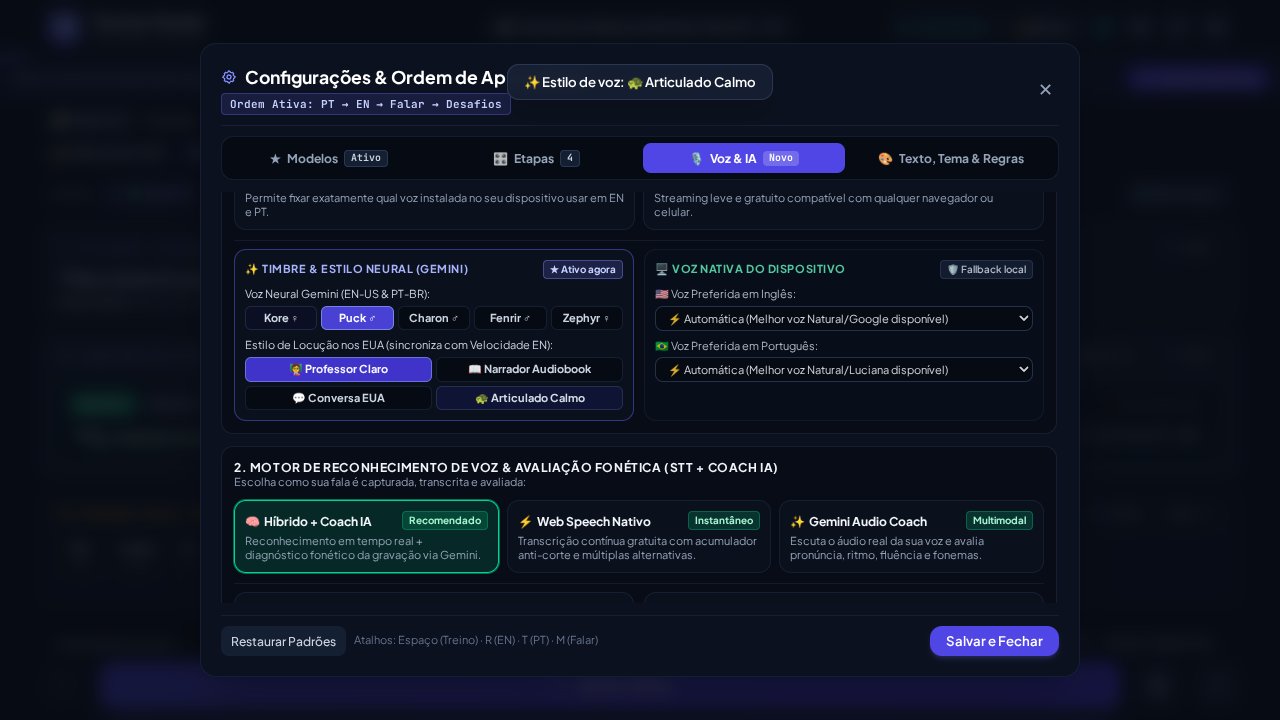 Configurações & Ordem de Ap
✨ Estilo de voz: 🐢 Articulado Calmo
✕
Ordem Ativa: PT → EN → Falar → Desafios
★ Modelos Ativo
🎛️ Etapas 4
🎙️ Voz & IA Novo
🎨 Texto, Tema & Regras
Permite fixar exatamente qual voz instalada no seu dispositivo usar em EN
e PT.
Streaming leve e gratuito compatível com qualquer navegador ou
celular.
✨ TIMBRE & ESTILO NEURAL (GEMINI)
★ Ativo agora
Voz Neural Gemini (EN-US & PT-BR):
Kore ♀
Puck ♂
Charon ♂
Fenrir ♂
Zephyr ♀
Estilo de Locução nos EUA (sincroniza com Velocidade EN):
👩‍🏫 Professor Claro
📖 Narrador Audiobook
💬 Conversa EUA
🐢 Articulado Calmo
🖥️ VOZ NATIVA DO DISPOSITIVO
🛡️ Fallback local
🇺🇸 Voz Preferida em Inglês:
⚡ Automática (Melhor voz Natural/Google disponível)
🇧🇷 Voz Preferida em Português:
⚡ Automática (Melhor voz Natural/Luciana disponível)
2. MOTOR DE RECONHECIMENTO DE VOZ & AVALIAÇÃO FONÉTICA (STT + COACH IA)
Escolha como sua fala é capturada, transcrita e avaliada:
🧠 Híbrido + Coach IA
Recomendado
Reconhecimento em tempo real +
diagnóstico fonético da gravação via Gemini.
⚡ Web Speech Nativo
Instantâneo
Transcrição contínua gratuita com acumulador
anti-corte e múltiplas alternativas.
✨ Gemini Audio Coach
Multimodal
Escuta o áudio real da sua voz e avalia
pronúncia, ritmo, fluência e fonemas.
Restaurar Padrões
Atalhos: Espaço (Treino) · R (EN) · T (PT) · M (Falar)
Salvar e Fechar